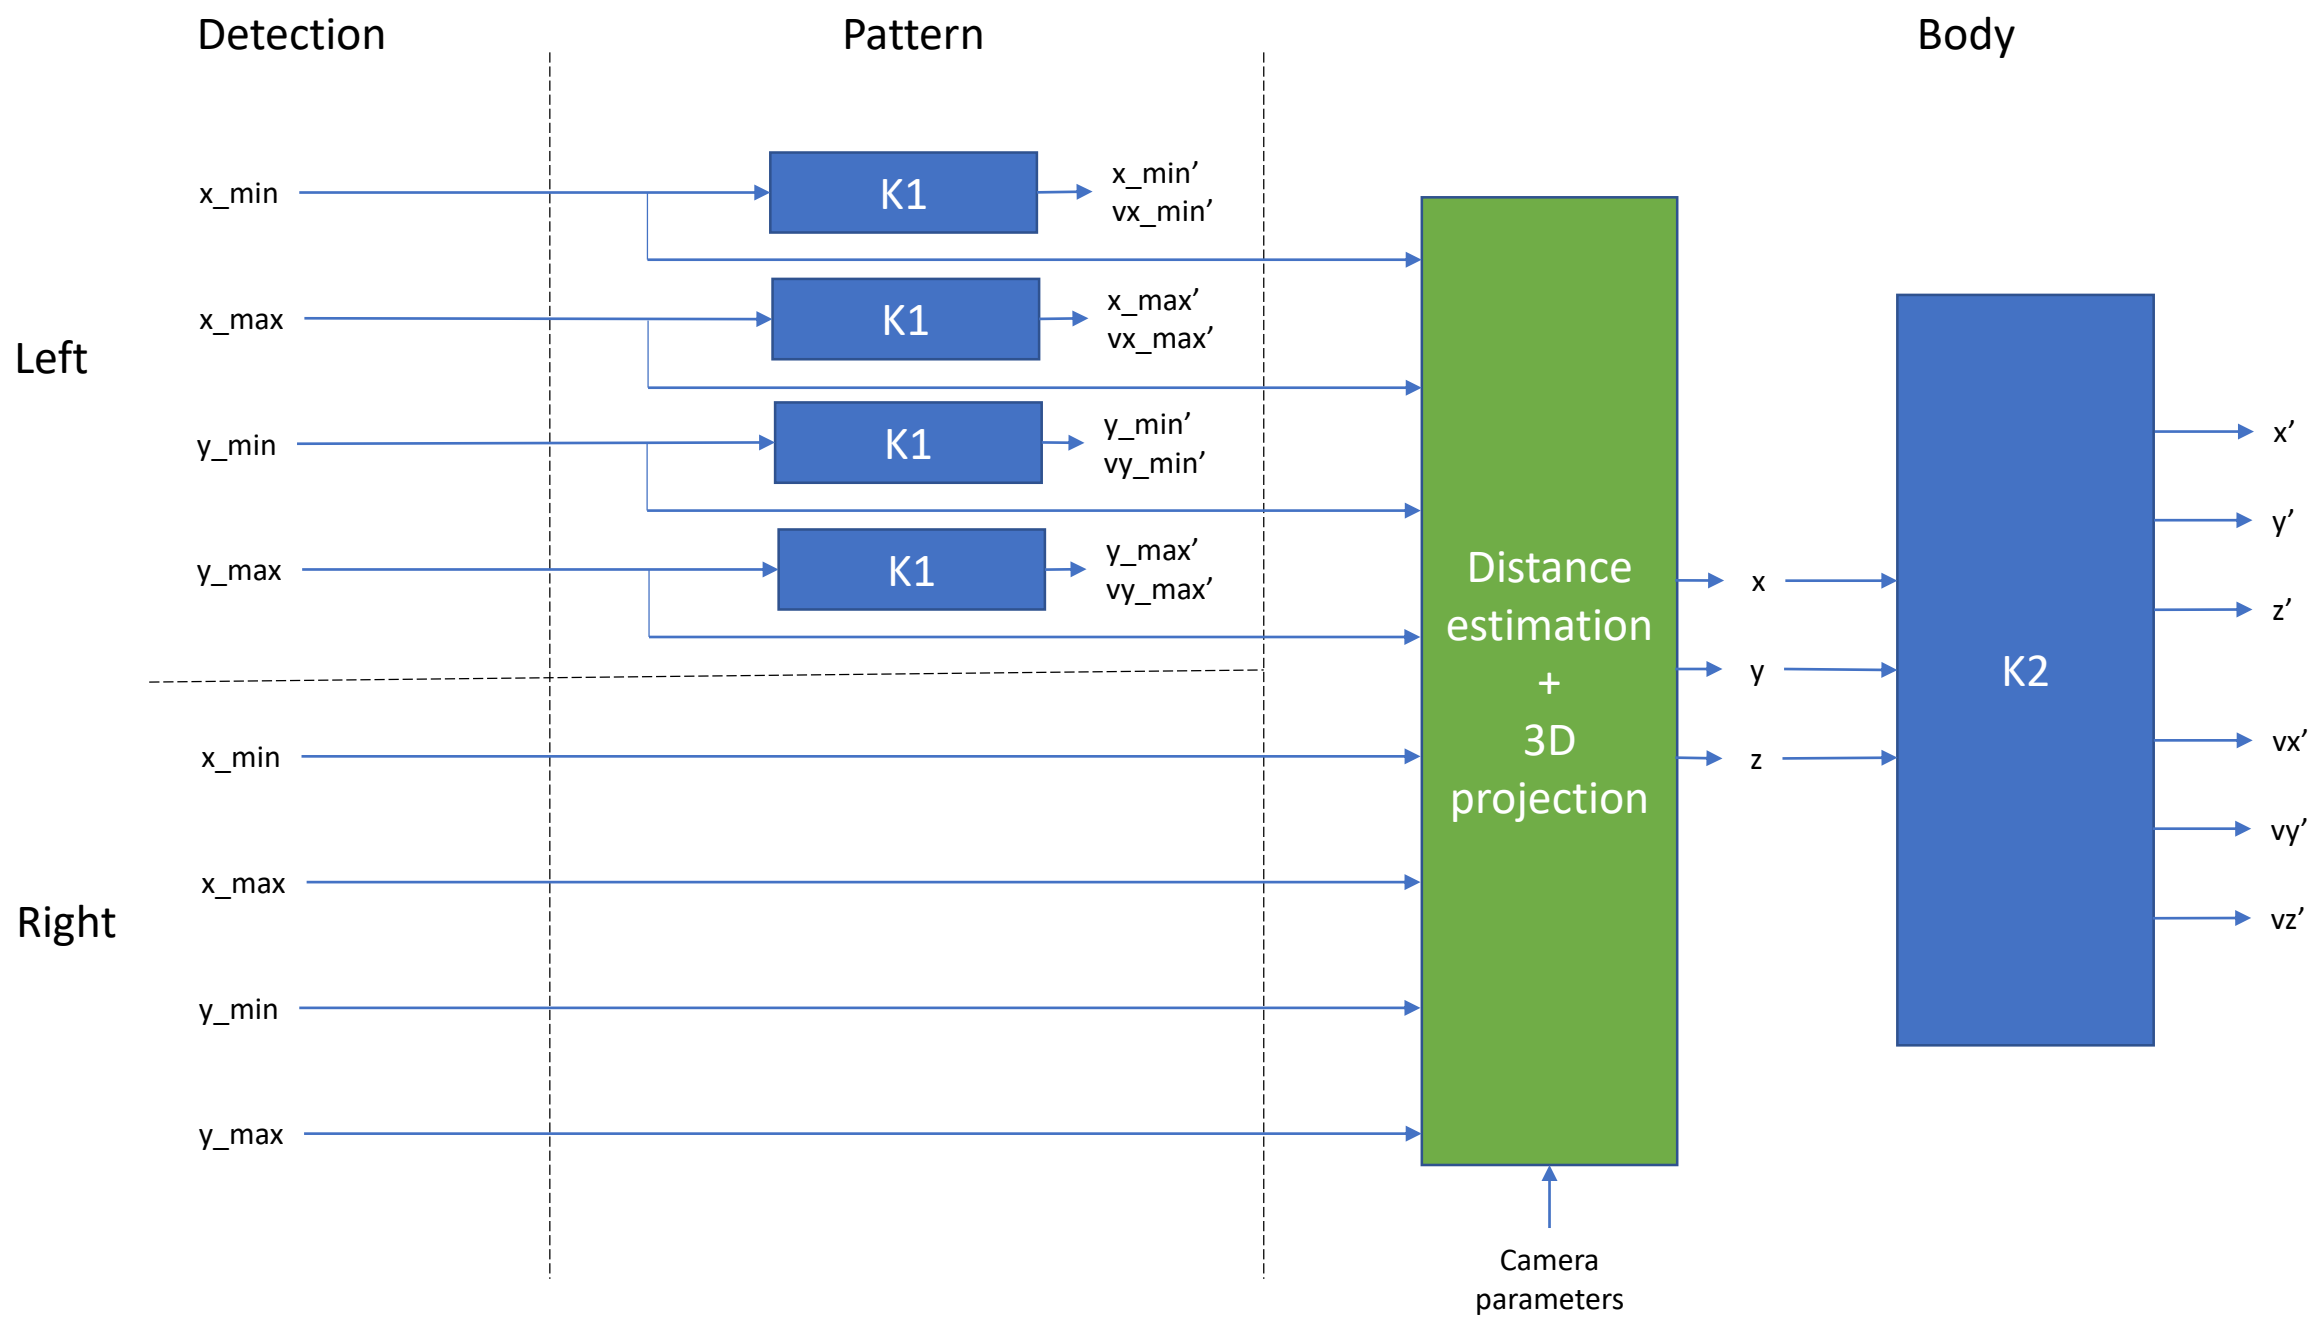 Detection
Pattern
Body
Left
x_min
K1
x_min’
vx_min’
x_max
K1
x_max’
vx_max’
y_min
K1
y_min’
vy_min’
y_max
K1
y_max’
vy_max’
Right
x_min
x_max
y_min
y_max
Distance
estimation
+
3D
projection
Camera
parameters
x
y
z
K2
x’
y’
z’
vx’
vy’
vz’